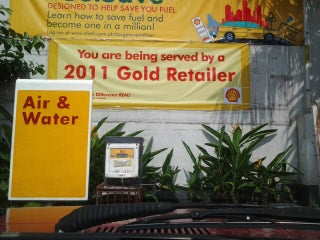 DESIGNED TO HELP SAVE YOU FUEL
Learn how to save fuel and
become one in a million!
You are being served by a
2011 Gold Retailer
Air &
Water